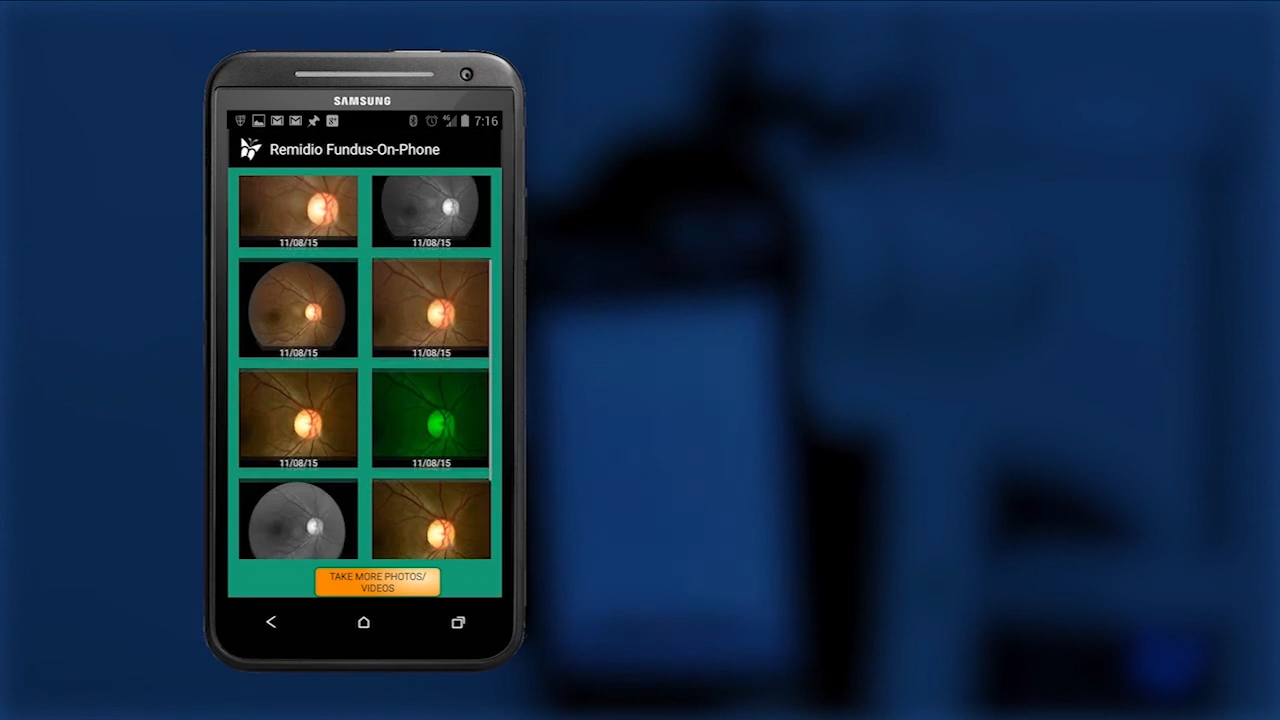 SAMSUNG
4G 7:16
Remidio Fundus-On-Phone
11/08/15 11/08/15
11/08/15 11/08/15
11/08/15 11/08/15
TAKE MORE PHOTOS/
VIDEOS